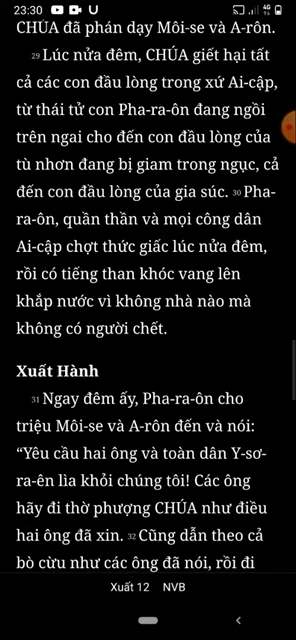 23:30
4G
CHÚA đã phán dạy Môi-se và A-rôn.
29 Lúc nửa đêm, CHÚA giết hại tất
cả các con đầu lòng trong xứ Ai-cập,
từ thái tử con Pha-ra-ôn đang ngồi
trên ngai cho đến con đầu lòng của
tù nhơn đang bị giam trong ngục, cả
đến con đầu lòng của gia súc. 30 Pha-
ra-ôn, quần thần và mọi công dân
Ai-cập chợt thức giấc lúc nửa đêm,
rồi có tiếng than khóc vang lên
khắp nước vì không nhà nào mà
không có người chết.
Xuất Hành
31 Ngay đêm ấy, Pha-ra-ôn cho
triệu Môi-se và A-rôn đến và nói:
“Yêu cầu hai ông và toàn dân Y-sơ-
ra-ên lìa khỏi chúng tôi! Các ông
hãy đi thờ phượng CHÚA như điều
hai ông đã xin. 32 Cũng dẫn theo cả
bò cừu như các ông đã nói, rồi đi
Xuất 12 NVB